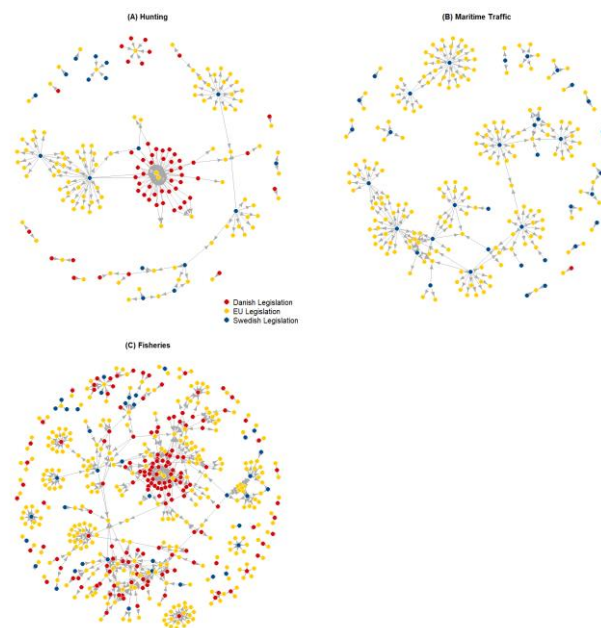 (A) Hunting
(B) Maritime Traffic
Danish Legislation
EU Legislation
Swedish Legislation
(C) Fisheries